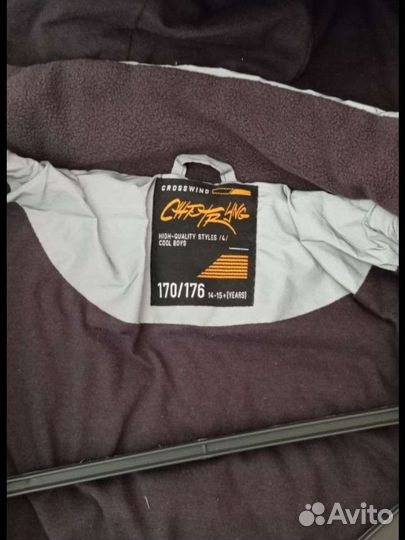 CROSSWIND
HIGH-QUALITY STYLES /4/
COOL BOYS
170/176 14-15+(YEARS)
Avito